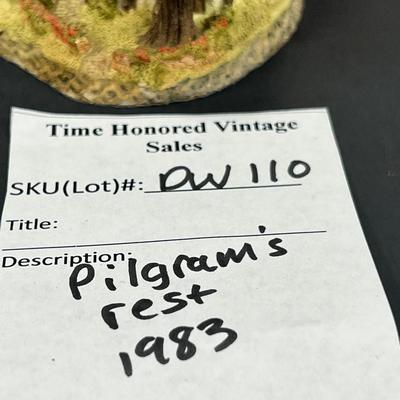 Time Honored Vintage
Sales
SKU(Lot)#: DW 110
Title:
Description: Pilgram's
rest
1983